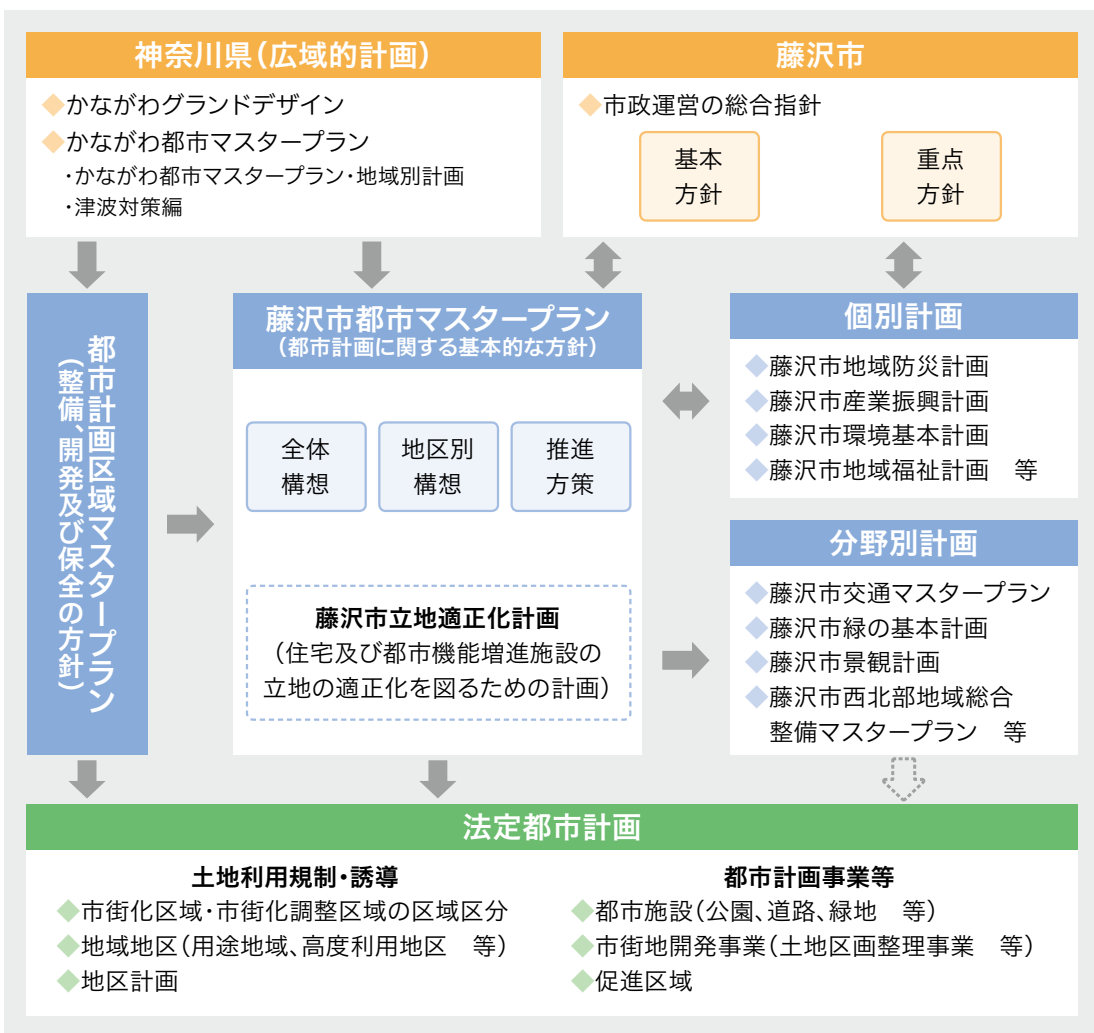 神奈川県（広域的計画）
◆かながわグランドデザイン
◆かながわ都市マスタープラン
・かながわ都市マスタープラン・地域別計画
・津波対策編
藤沢市
◆市政運営の総合指針
基本
方針
重点
方針
都市計画区域マスタープラン
（整備、開発及び保全の方針）
藤沢市都市マスタープラン
（都市計画に関する基本的な方針）
全体
構想
地区別
構想
推進
方策
藤沢市立地適正化計画
（住宅及び都市機能増進施設の
立地の適正化を図るための計画）
個別計画
◆藤沢市地域防災計画
◆藤沢市産業振興計画
◆藤沢市環境基本計画
◆藤沢市地域福祉計画　等
分野別計画
◆藤沢市交通マスタープラン
◆藤沢市緑の基本計画
◆藤沢市景観計画
◆藤沢市西北部地域総合
整備マスタープラン　等
法定都市計画
土地利用規制・誘導
◆市街化区域・市街化調整区域の区域区分
◆地域地区（用途地域、高度利用地区　等）
◆地区計画
都市計画事業等
◆都市施設（公園、道路、緑地　等）
◆市街地開発事業（土地区画整理事業　等）
◆促進区域